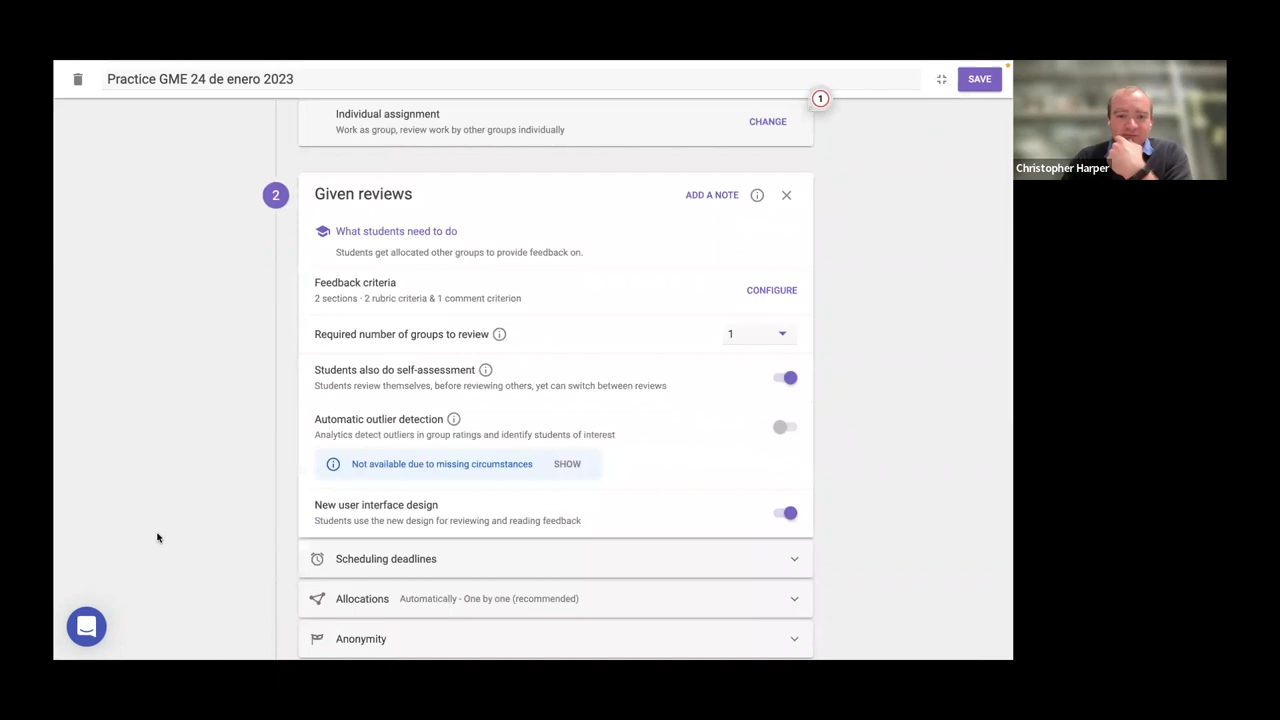 Practice GME 24 de enero 2023
SAVE
1
Individual assignment
Work as group, review work by other groups individually
CHANGE
Christopher Harper
2
Given reviews
ADD A NOTE
What students need to do
Students get allocated other groups to provide feedback on.
Feedback criteria
2 sections · 2 rubric criteria & 1 comment criterion
CONFIGURE
Required number of groups to review
1
Students also do self-assessment
Students review themselves, before reviewing others, yet can switch between reviews
Automatic outlier detection
Analytics detect outliers in group ratings and identify students of interest
Not available due to missing circumstances
SHOW
New user interface design
Students use the new design for reviewing and reading feedback
Scheduling deadlines
Allocations
Automatically - One by one (recommended)
Anonymity